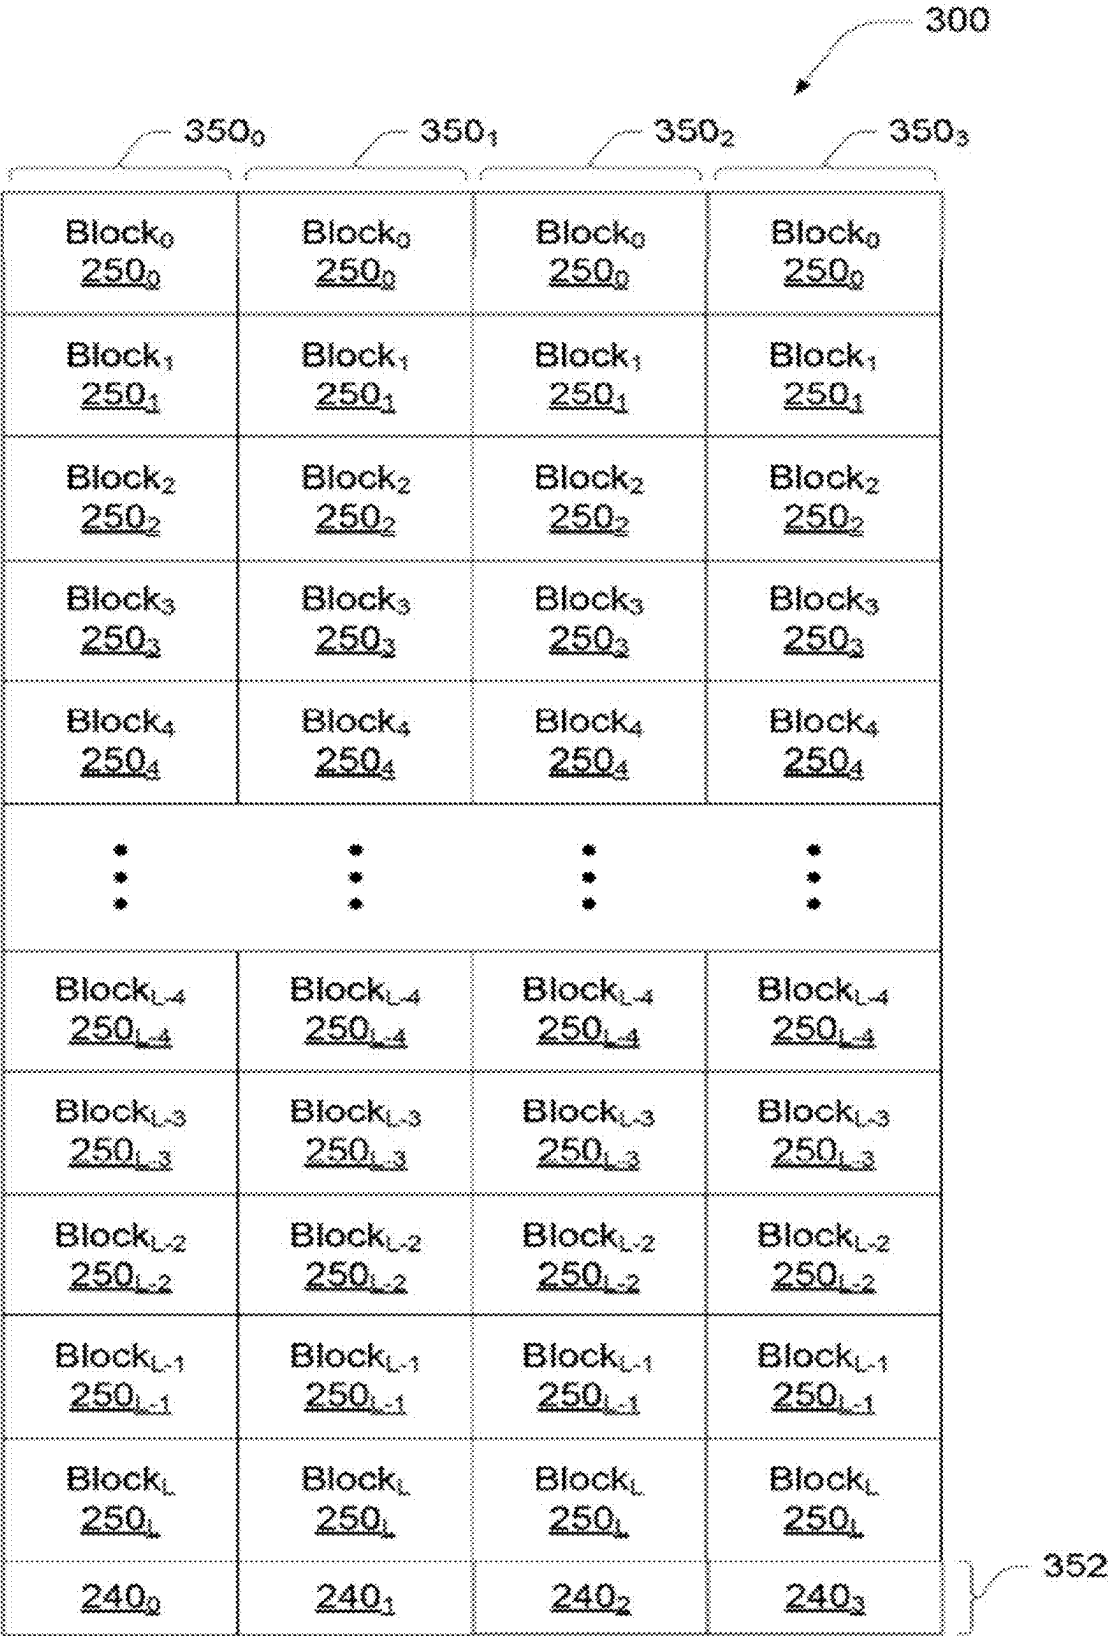 300
350₀ 350₁ 350₂ 350₃
Block₀ Block₀ Block₀ Block₀
250₀ 250₀ 250₀ 250₀
Block₁ Block₁ Block₁ Block₁
250₁ 250₁ 250₁ 250₁
Block₂ Block₂ Block₂ Block₂
250₂ 250₂ 250₂ 250₂
Block₃ Block₃ Block₃ Block₃
250₃ 250₃ 250₃ 250₃
Block₄ Block₄ Block₄ Block₄
250₄ 250₄ 250₄ 250₄
BlockL-4 BlockL-4 BlockL-4 BlockL-4
250L-4 250L-4 250L-4 250L-4
BlockL-3 BlockL-3 BlockL-3 BlockL-3
250L-3 250L-3 250L-3 250L-3
BlockL-2 BlockL-2 BlockL-2 BlockL-2
250L-2 250L-2 250L-2 250L-2
BlockL-1 BlockL-1 BlockL-1 BlockL-1
250L-1 250L-1 250L-1 250L-1
BlockL BlockL BlockL BlockL
250L 250L 250L 250L
352
240₀ 240₁ 240₂ 240₃